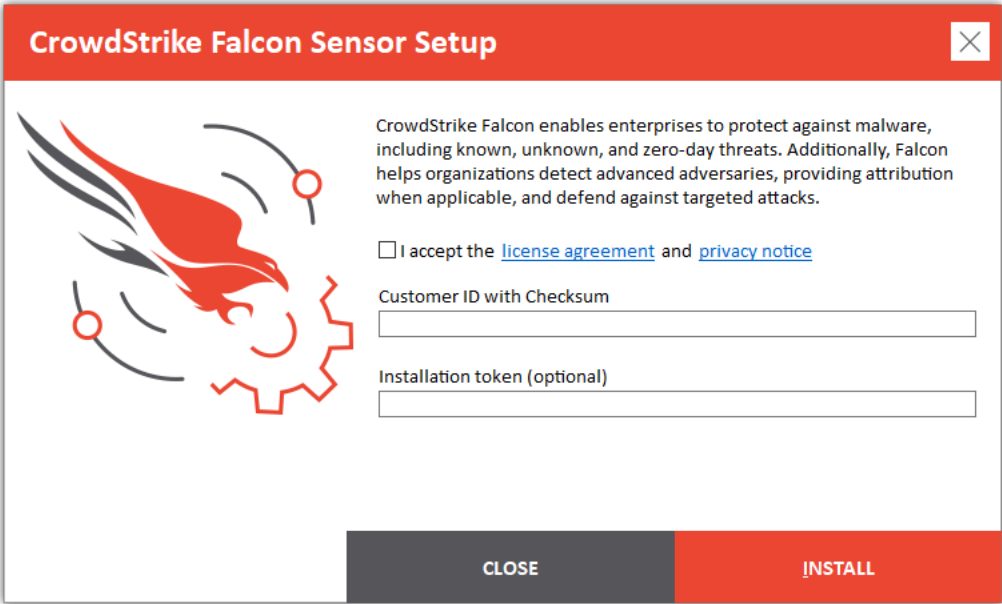 CrowdStrike Falcon Sensor Setup
CrowdStrike Falcon enables enterprises to protect against malware,
including known, unknown, and zero-day threats. Additionally, Falcon
helps organizations detect advanced adversaries, providing attribution
when applicable, and defend against targeted attacks.
I accept the license agreement and privacy notice
Customer ID with Checksum
Installation token (optional)
CLOSE
INSTALL